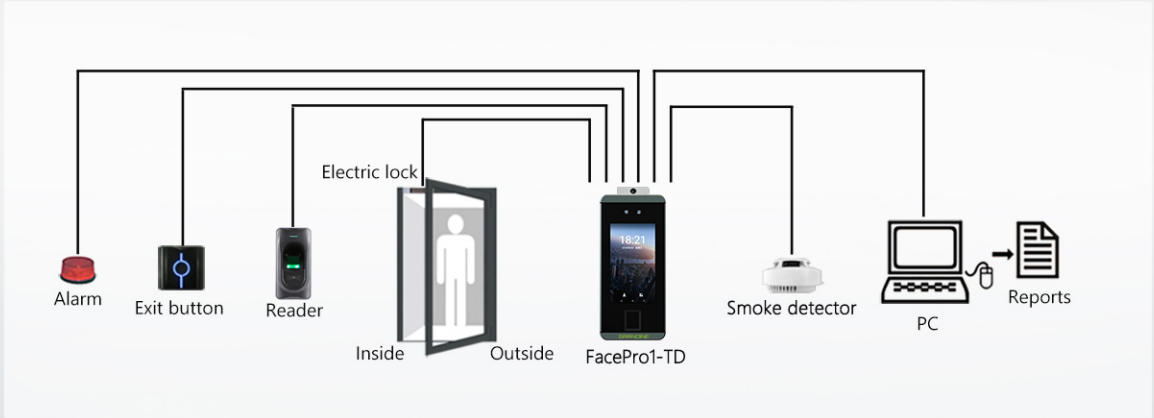 Electric lock
18:21
Alarm
Exit button
Reader
Inside
Outside
FacePro1-TD
Smoke detector
PC
Reports